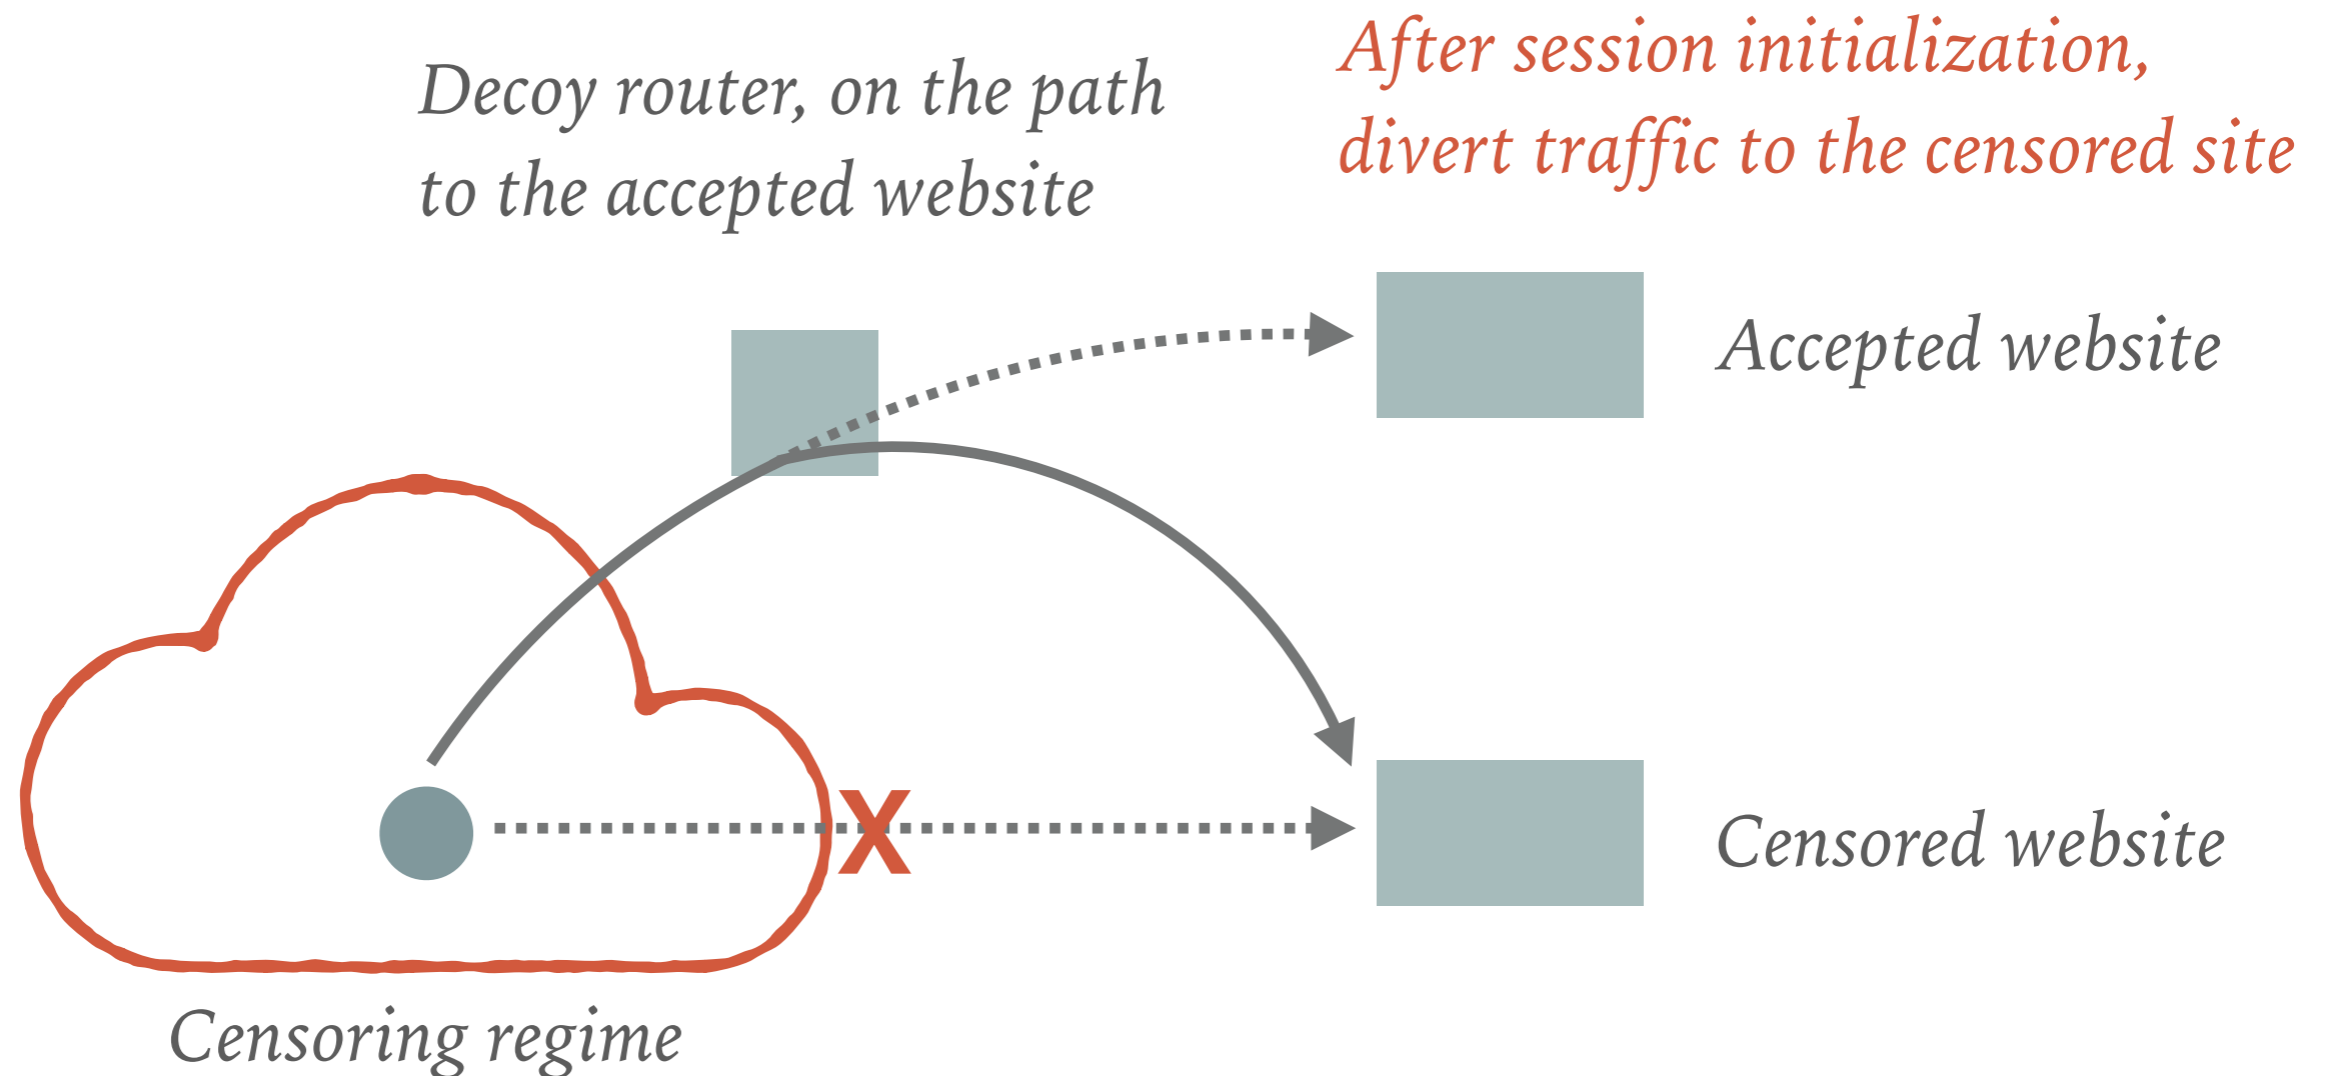 Decoy router, on the path
to the accepted website
After session initialization,
divert traffic to the censored site
Accepted website
X
Censored website
Censoring regime